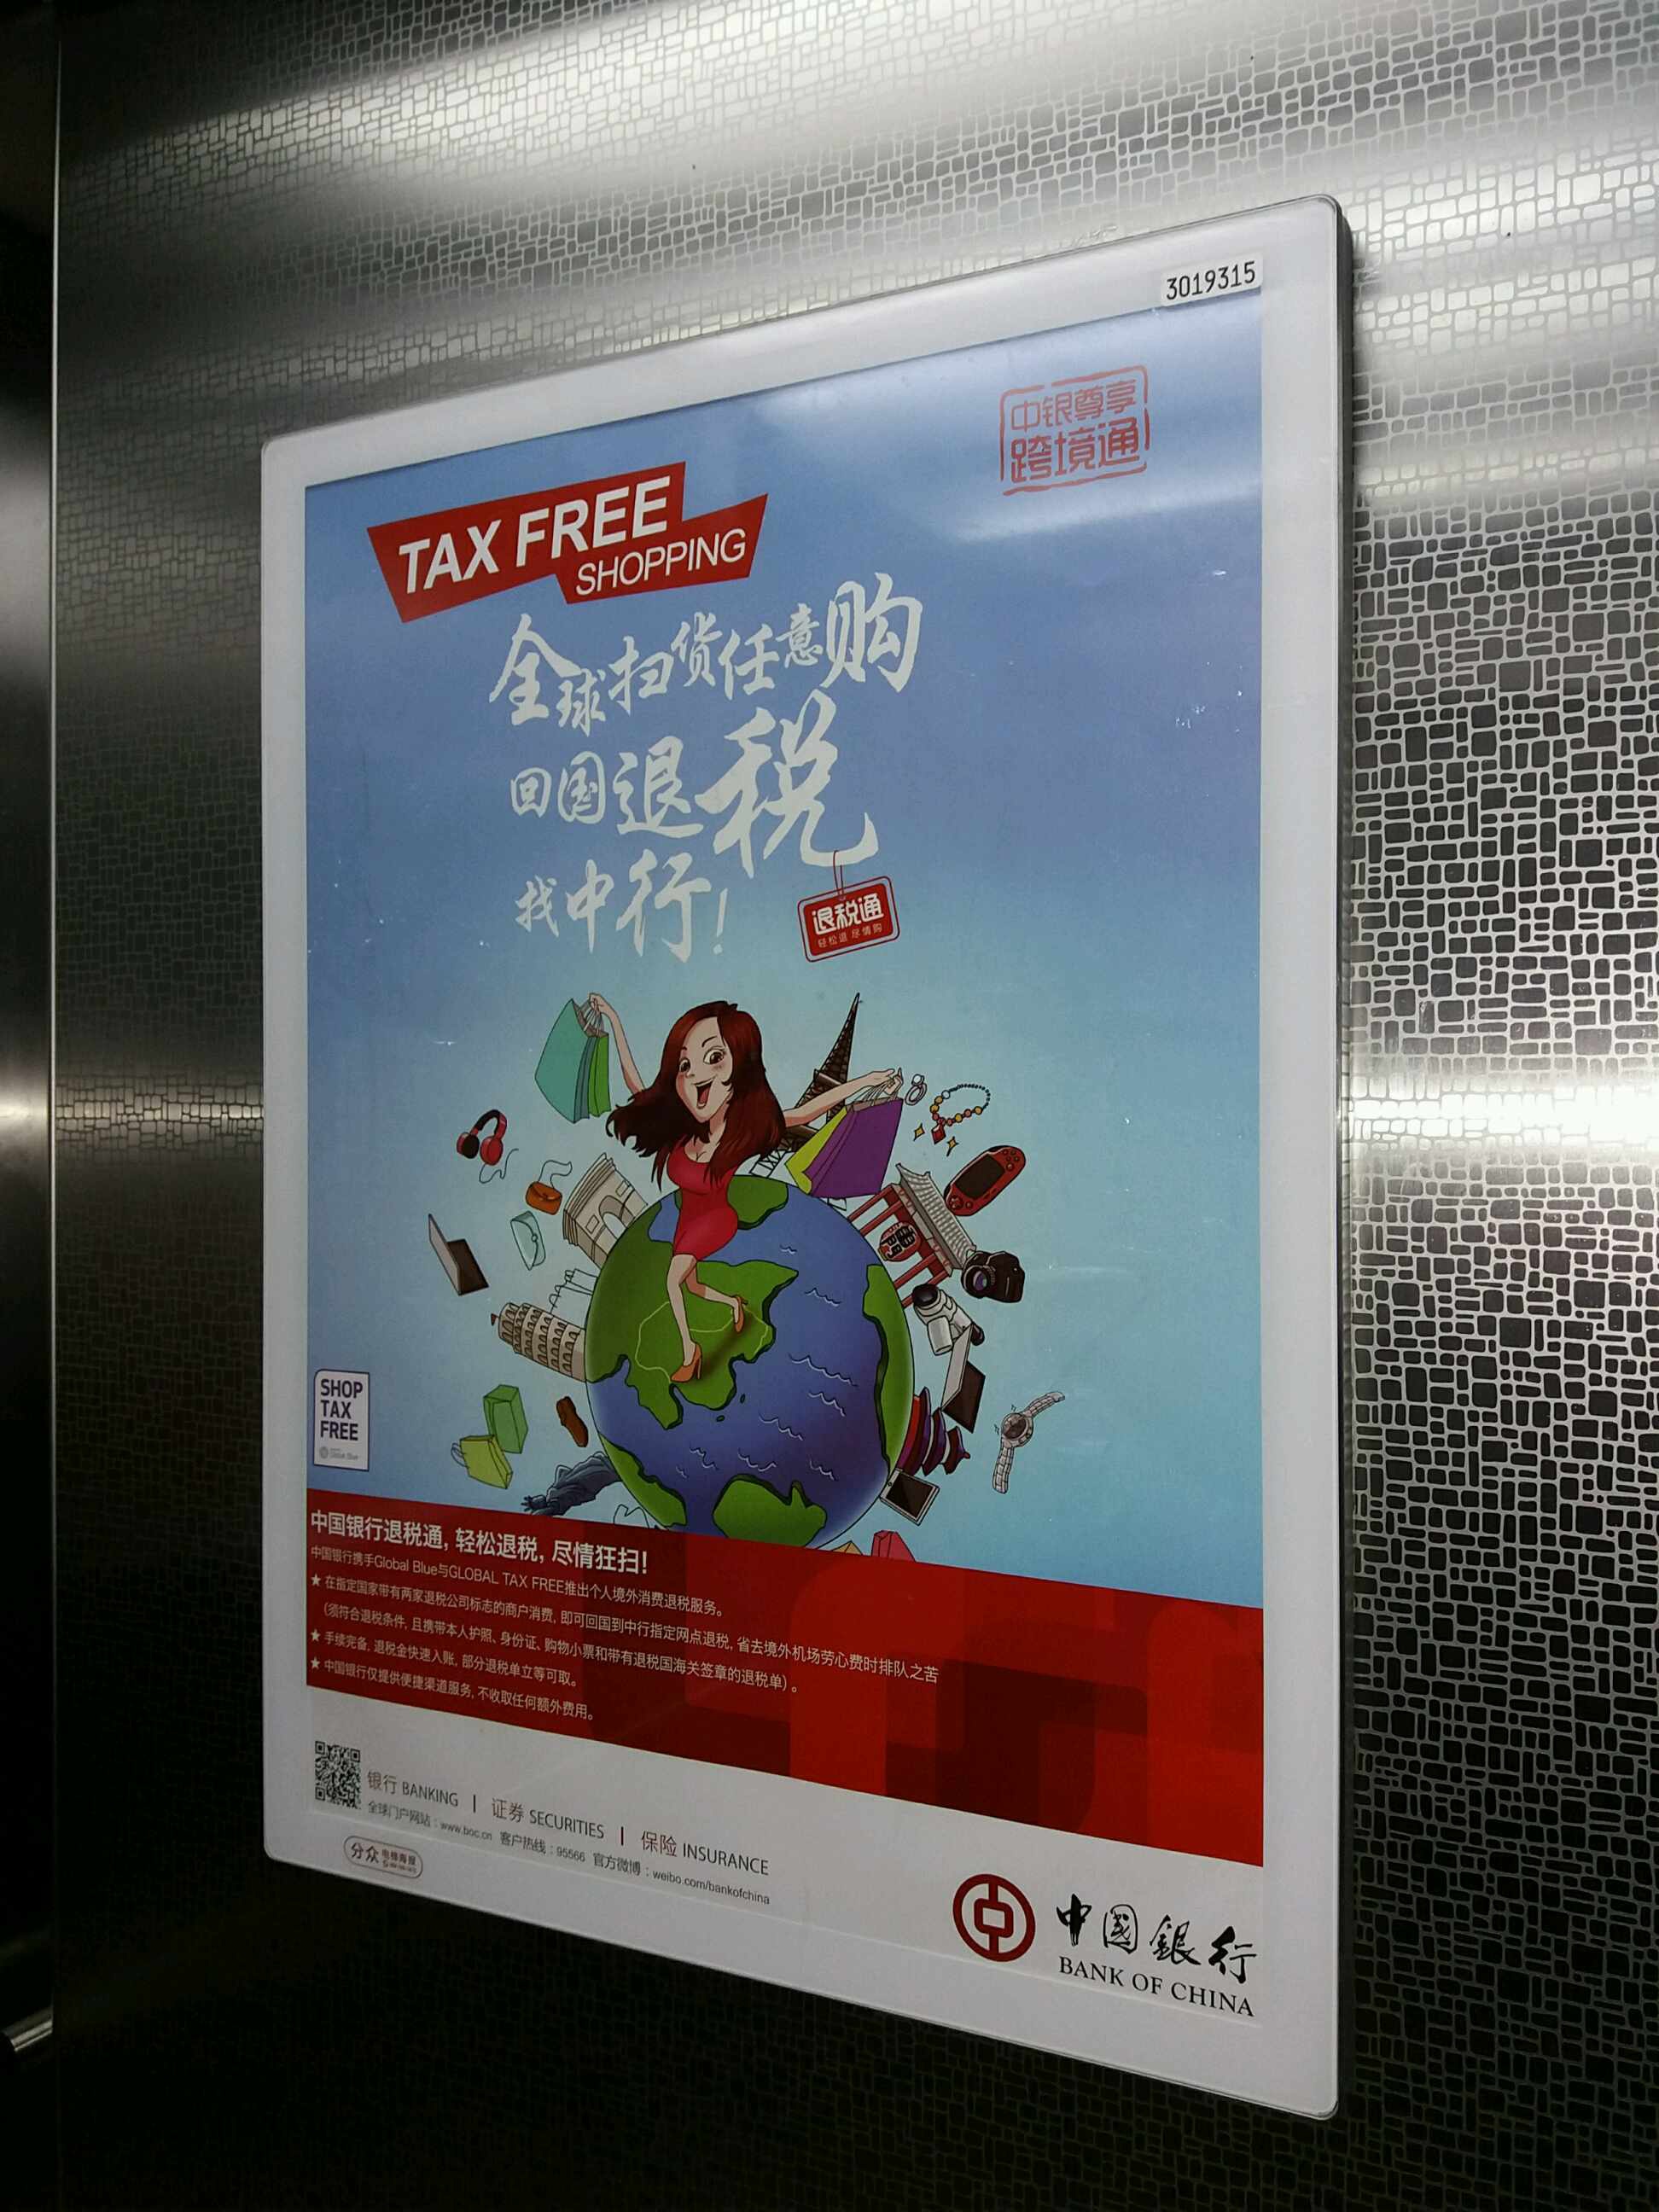 3019315
中银尊享
跨境通
TAX FREE
SHOPPING
全球扫货任意购
回国退税
找中行!
退税通
轻松退 尽情购
SHOP
TAX
FREE
Global Blue
中国银行退税通, 轻松退税, 尽情狂扫!
中国银行携手Global Blue与GLOBAL TAX FREE推出个人境外消费退税服务。
★ 在指定国家带有两家退税公司标志的商户消费, 即可回国到中行指定网点退税, 省去境外机场劳心费时排队之苦
(须符合退税条件, 且携带本人护照、身份证、购物小票和带有退税国海关签章的退税单) 。
★ 手续完备, 退税金快速入账, 部分退税单立等可取。
★ 中国银行仅提供便捷渠道服务, 不收取任何额外费用。
银行 BANKING | 证券 SECURITIES | 保险 INSURANCE
全球门户网站：www.boc.cn 客户热线：95566 官方微博：weibo.com/bankofchina
分众 电梯海报
中國銀行
BANK OF CHINA